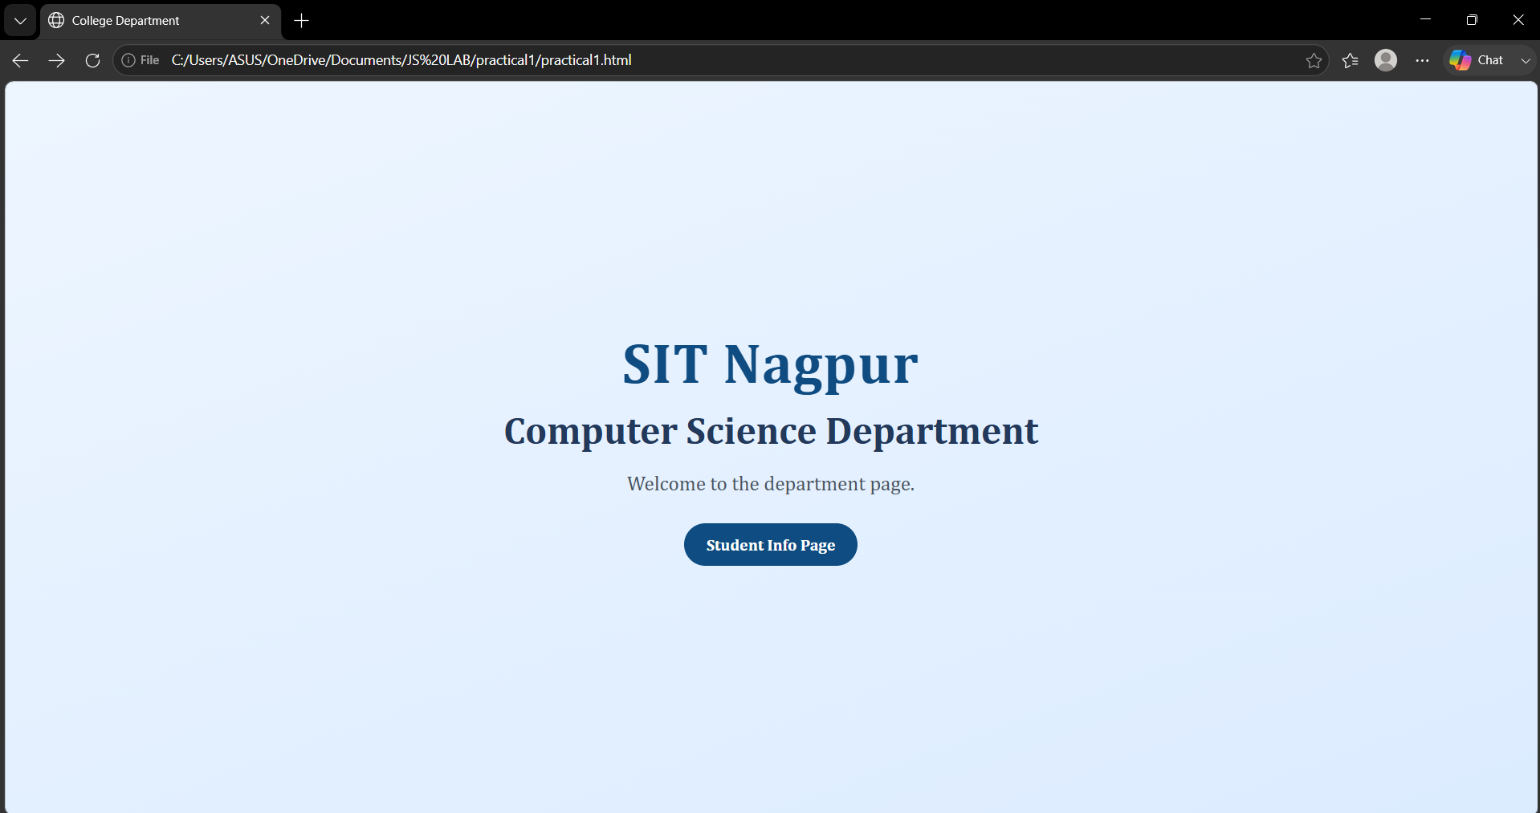 College Department
File C:/Users/ASUS/OneDrive/Documents/JS%20LAB/practical1/practical1.html
Chat
SIT Nagpur
Computer Science Department
Welcome to the department page.
Student Info Page